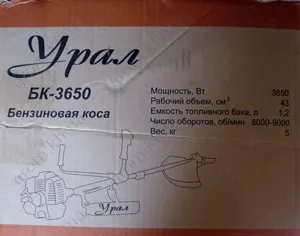 Урал
БК-3650
Бензиновая коса
Мощность, Вт 3650
Рабочий объем, см³ 43
Емкость топливного бака, л 1,2
Число оборотов, об/мин 8000-9000
Вес, кг 5
Урал